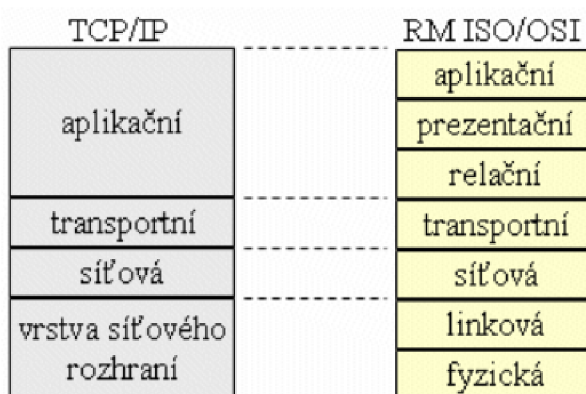 TCP/IP
aplikační
transportní
síťová
vrstva síťového
rozhraní
RM ISO/OSI
aplikační
prezentační
relační
transportní
síťová
linková
fyzická